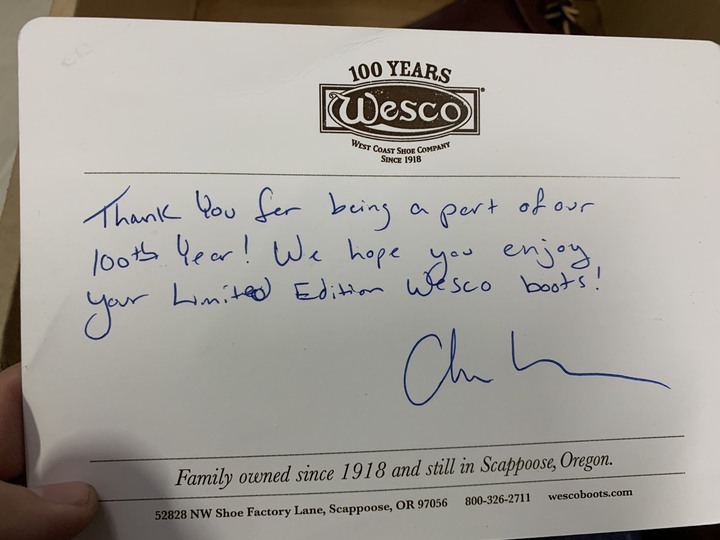 100 YEARS
Wesco
WEST COAST SHOE COMPANY
SINCE 1918
Thank You for being a part of our
100th Year! We hope you enjoy
your Limited Edition Wesco boots!
Family owned since 1918 and still in Scappoose, Oregon.
52828 NW Shoe Factory Lane, Scappoose, OR 97056 800-326-2711 wescoboots.com